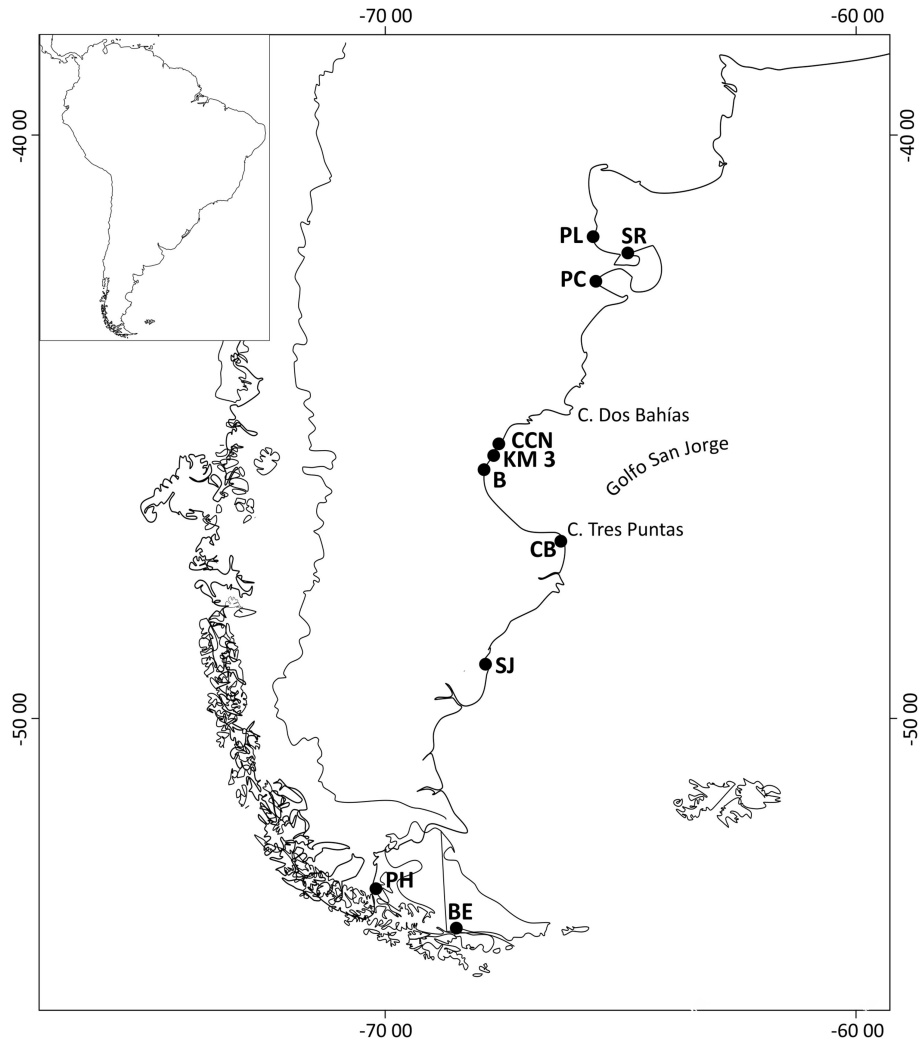 -70 00
-60 00
-40 00
-40 00
PL
SR
PC
C. Dos Bahías
CCN
KM 3
Golfo San Jorge
B
C. Tres Puntas
CB
SJ
-50 00
-50 00
PH
BE
-70 00
-60 00